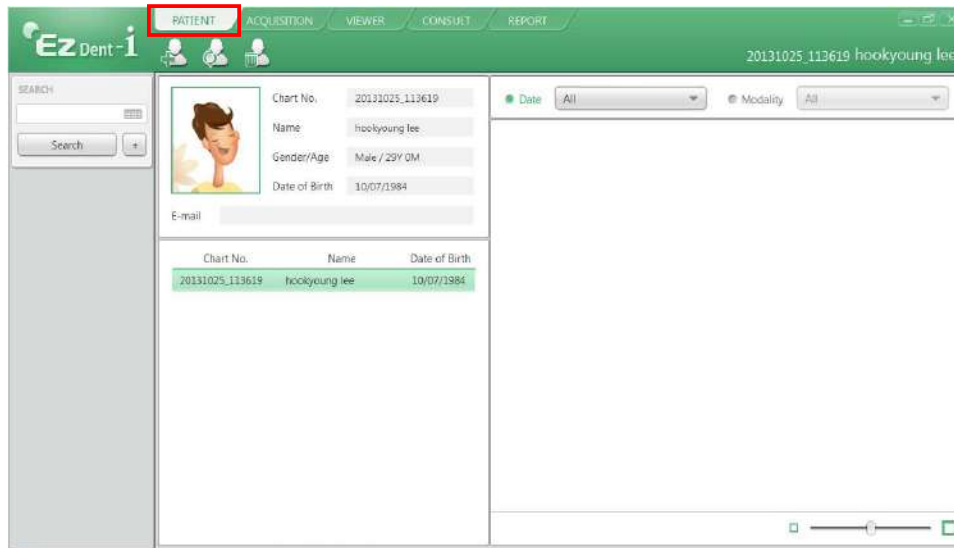 Ez Dent-i
PATIENT ACQUISITION VIEWER CONSULT REPORT
20131025_113619 hookyoung lee
SEARCH
Search +
Chart No. 20131025_113619
Name hookyoung lee
Gender/Age Male / 29Y 0M
Date of Birth 10/07/1984
E-mail
Date All Modality All
Chart No. Name Date of Birth
20131025_113619 hookyoung lee 10/07/1984